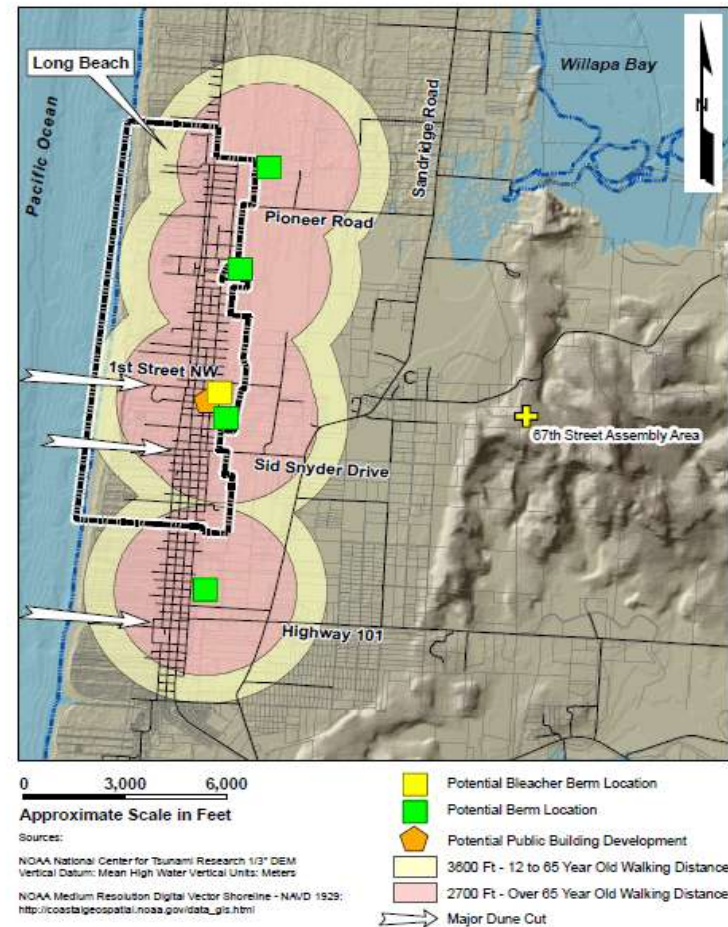 Long Beach
Willapa Bay
N
Pacific Ocean
Sandridge Road
Pioneer Road
1st Street NW
67th Street Assembly Area
Sid Snyder Drive
Highway 101
0 3,000 6,000
Approximate Scale in Feet
Sources:
NOAA National Center for Tsunami Research 1/3" DEM
Vertical Datum: Mean High Water Vertical Units: Meters
NOAA Medium Resolution Digital Vector Shoreline - NAVD 1929:
http://coastalgeospatial.noaa.gov/data_gis.html
Potential Bleacher Berm Location
Potential Berm Location
Potential Public Building Development
3600 Ft - 12 to 65 Year Old Walking Distance
2700 Ft - Over 65 Year Old Walking Distance
Major Dune Cut